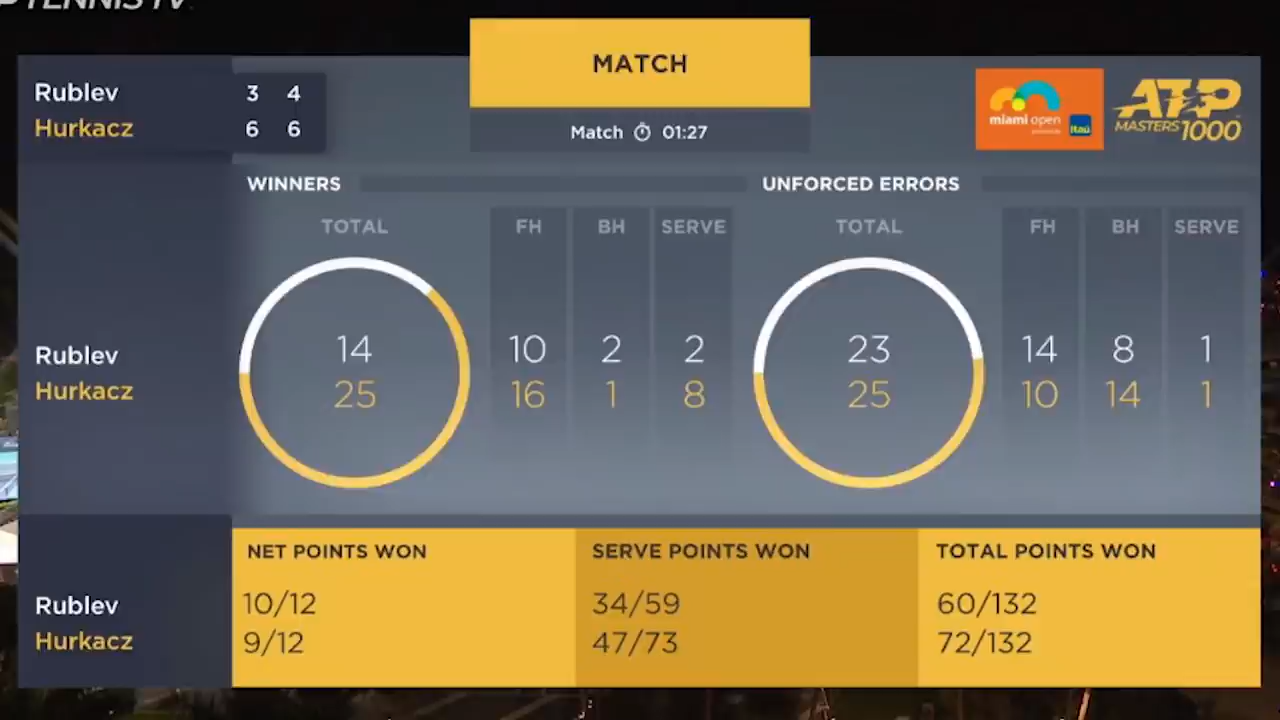 TENNIS TV
MATCH
Rublev 3 4
Hurkacz 6 6
Match 01:27
miami open
Itaú
ATP
MASTERS 1000
WINNERS
UNFORCED ERRORS
TOTAL FH BH SERVE
TOTAL FH BH SERVE
Rublev 14 10 2 2 23 14 8 1
Hurkacz 25 16 1 8 25 10 14 1
NET POINTS WON SERVE POINTS WON TOTAL POINTS WON
Rublev 10/12 34/59 60/132
Hurkacz 9/12 47/73 72/132